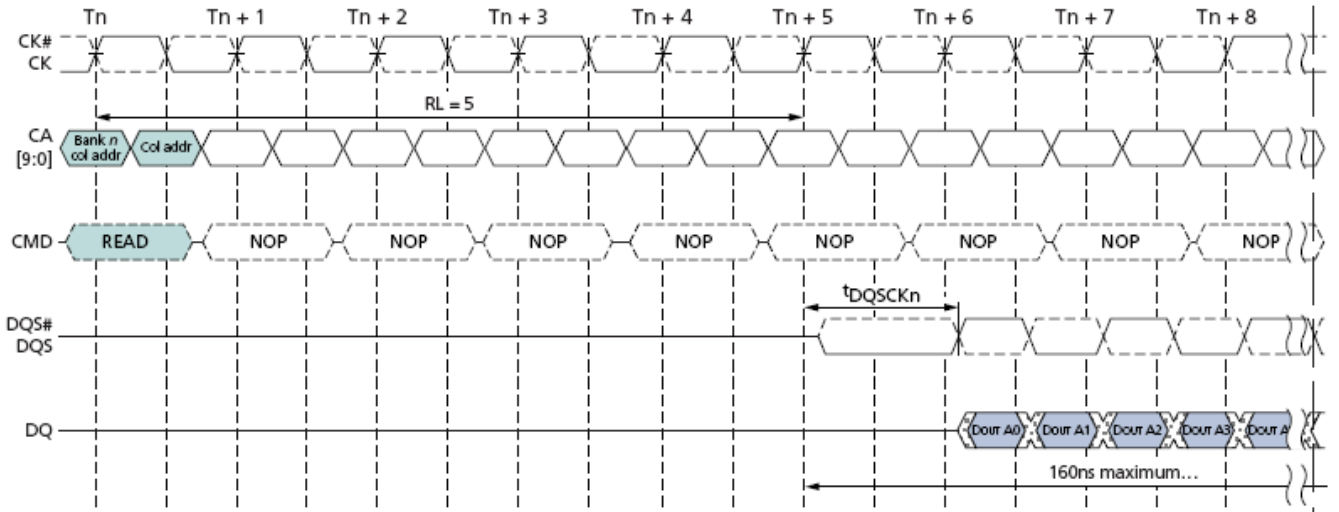 Tn Tn + 1 Tn + 2 Tn + 3 Tn + 4 Tn + 5 Tn + 6 Tn + 7 Tn + 8
CK#
CK
RL = 5
CA
[9:0]
Bank n
col addr
Col addr
CMD READ NOP NOP NOP NOP NOP NOP NOP NOP
tDQSCKn
DQS#
DQS
DQ DOUT A0 DOUT A1 DOUT A2 DOUT A3 DOUT A
160ns maximum…